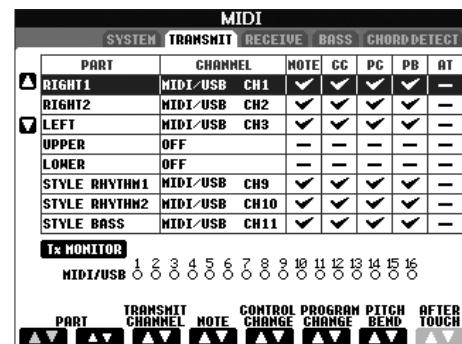 MIDI
SYSTEM TRANSMIT RECEIVE BASS CHORD DETECT
PART CHANNEL NOTE CC PC PB AT
RIGHT1 MIDI/USB CH1 ✓ ✓ ✓ ✓ –
RIGHT2 MIDI/USB CH2 ✓ ✓ ✓ ✓ –
LEFT MIDI/USB CH3 ✓ ✓ ✓ ✓ –
UPPER OFF – – – – –
LOWER OFF – – – – –
STYLE RHYTHM1 MIDI/USB CH9 ✓ ✓ ✓ ✓ –
STYLE RHYTHM2 MIDI/USB CH10 ✓ ✓ ✓ ✓ –
STYLE BASS MIDI/USB CH11 ✓ ✓ ✓ ✓ –
Tx MONITOR
1 2 3 4 5 6 7 8 9 10 11 12 13 14 15 16
MIDI/USB
PART TRANSMIT CHANNEL NOTE CONTROL CHANGE PROGRAM CHANGE PITCH BEND AFTER TOUCH